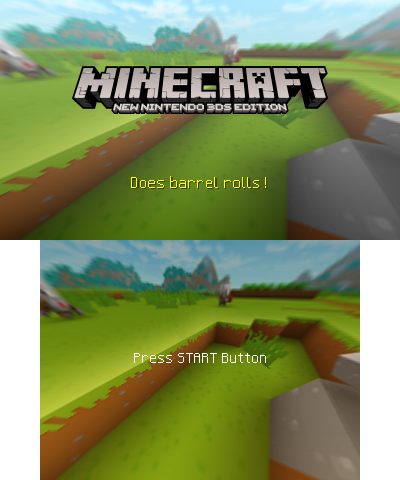 MINECRAFT
NEW NINTENDO 3DS EDITION
Does barrel rolls!
Press START Button